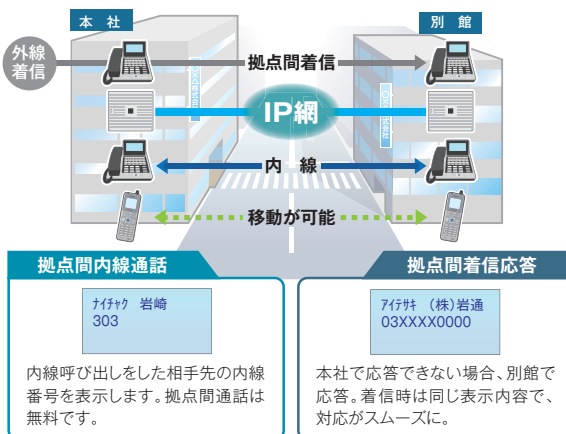 本 社
別 館
外線
着信
拠点間着信
IP網
内 線
移動が可能
拠点間内線通話
ﾅｲﾁｬｸ 岩崎
303
内線呼び出しをした相手先の内線
番号を表示します。拠点間通話は
無料です。
拠点間着信応答
ｱｲﾃｻｷ (株)岩通
03XXXX0000
本社で応答できない場合、別館で
応答。着信時は同じ表示内容で、
対応がスムーズに。